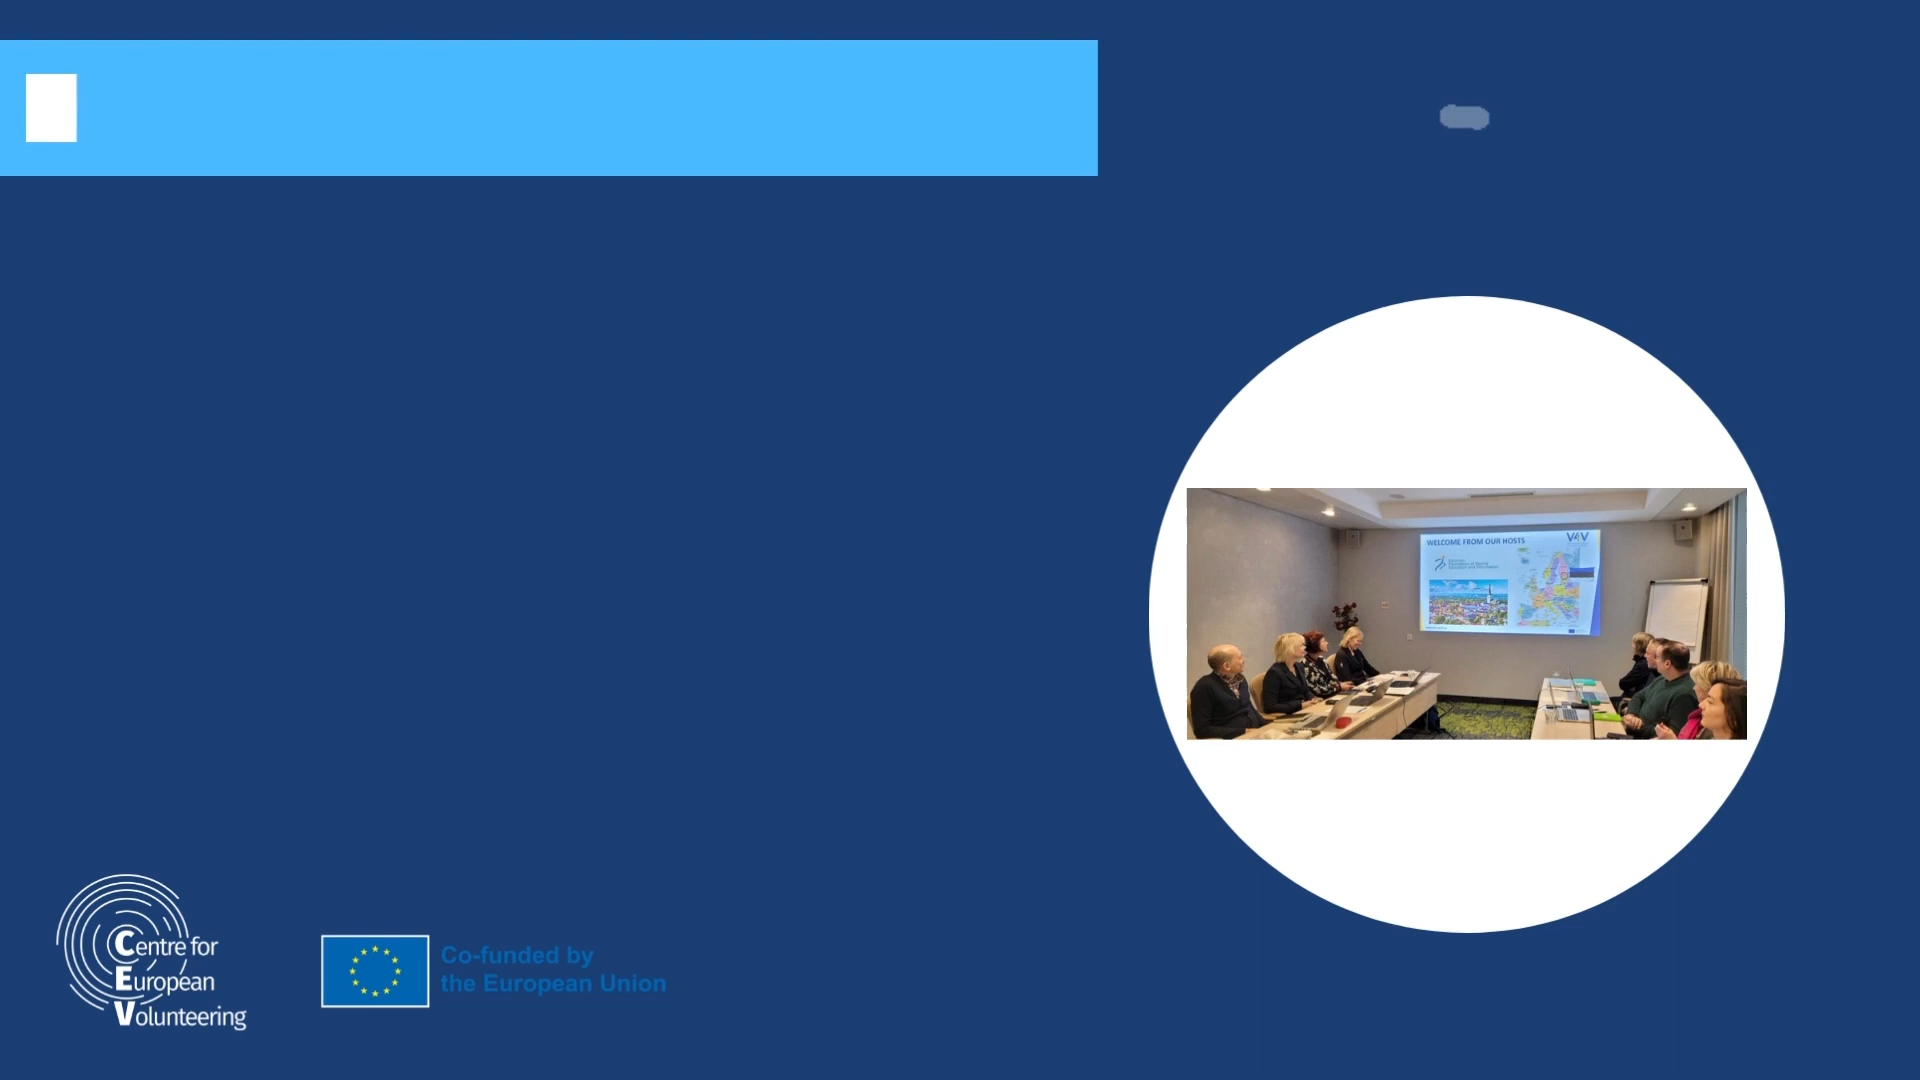 WELCOME FROM OUR HOSTS
V4V
Centre for
European
Volunteering
Co-funded by
the European Union